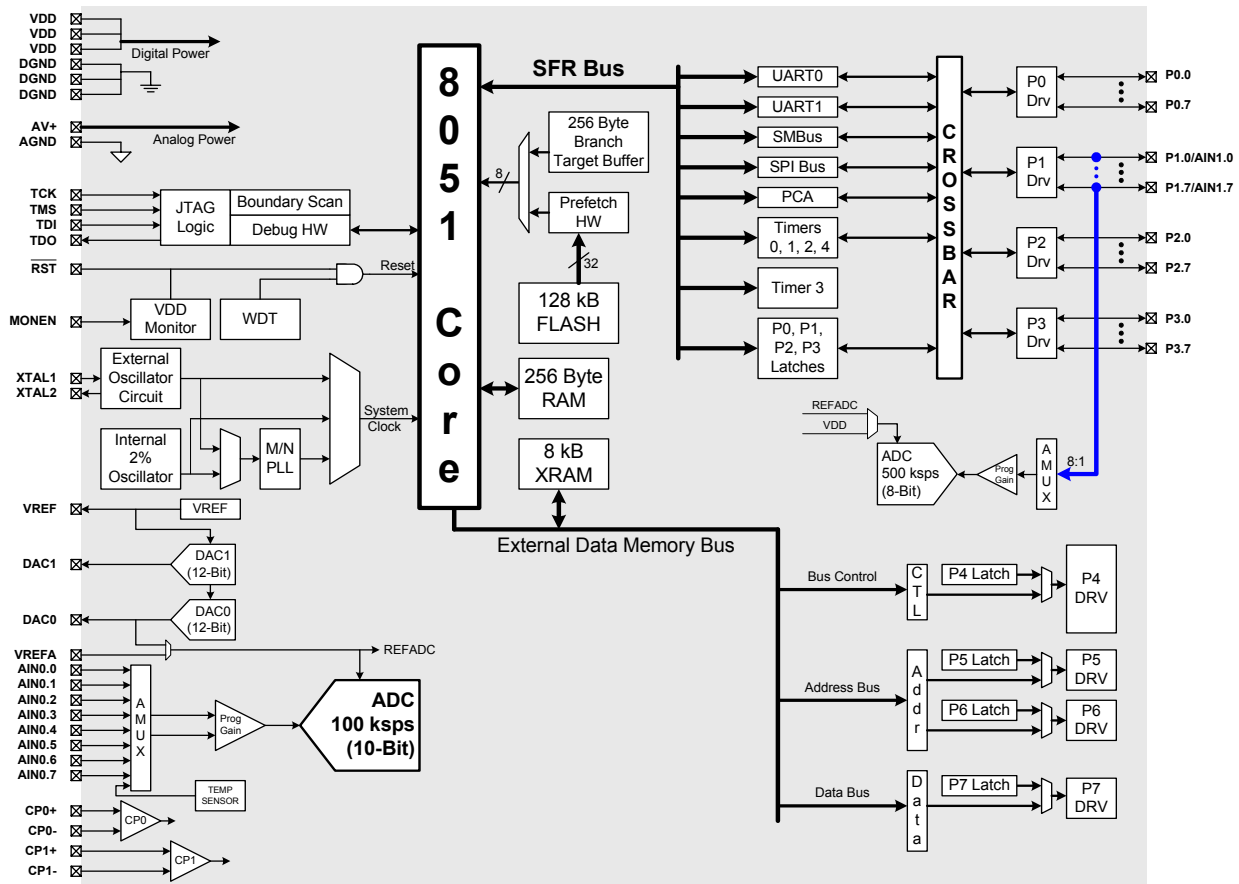 VDD
VDD
VDD
DGND
DGND
DGND
Digital Power
AV+
AGND
Analog Power
TCK
TMS
TDI
TDO
JTAG
Logic
Boundary Scan
Debug HW
RST
MONEN
VDD
Monitor
WDT
Reset
XTAL1
XTAL2
External
Oscillator
Circuit
Internal
2%
Oscillator
M/N
PLL
System
Clock
VREF
VREF
DAC1
DAC1
(12-Bit)
DAC0
DAC0
(12-Bit)
VREFA
REFADC
AIN0.0
AIN0.1
AIN0.2
AIN0.3
AIN0.4
AIN0.5
AIN0.6
AIN0.7
AMUX
Prog
Gain
ADC
100 ksps
(10-Bit)
TEMP
SENSOR
CP0+
CP0-
CP0
CP1+
CP1-
CP1
8051 Core
SFR Bus
256 Byte
Branch
Target Buffer
8
Prefetch
HW
32
128 kB
FLASH
256 Byte
RAM
8 kB
XRAM
External Data Memory Bus
UART0
UART1
SMBus
SPI Bus
PCA
Timers
0, 1, 2, 4
Timer 3
P0, P1,
P2, P3
Latches
CROSSBAR
P0
Drv
P1
Drv
P2
Drv
P3
Drv
P0.0
P0.7
P1.0/AIN1.0
P1.7/AIN1.7
P2.0
P2.7
P3.0
P3.7
REFADC
VDD
ADC
500 ksps
(8-Bit)
Prog
Gain
AMUX
8:1
Bus Control
CTL
P4 Latch
P4
DRV
Address Bus
Addr
P5 Latch
P5
DRV
P6 Latch
P6
DRV
Data Bus
Data
P7 Latch
P7
DRV